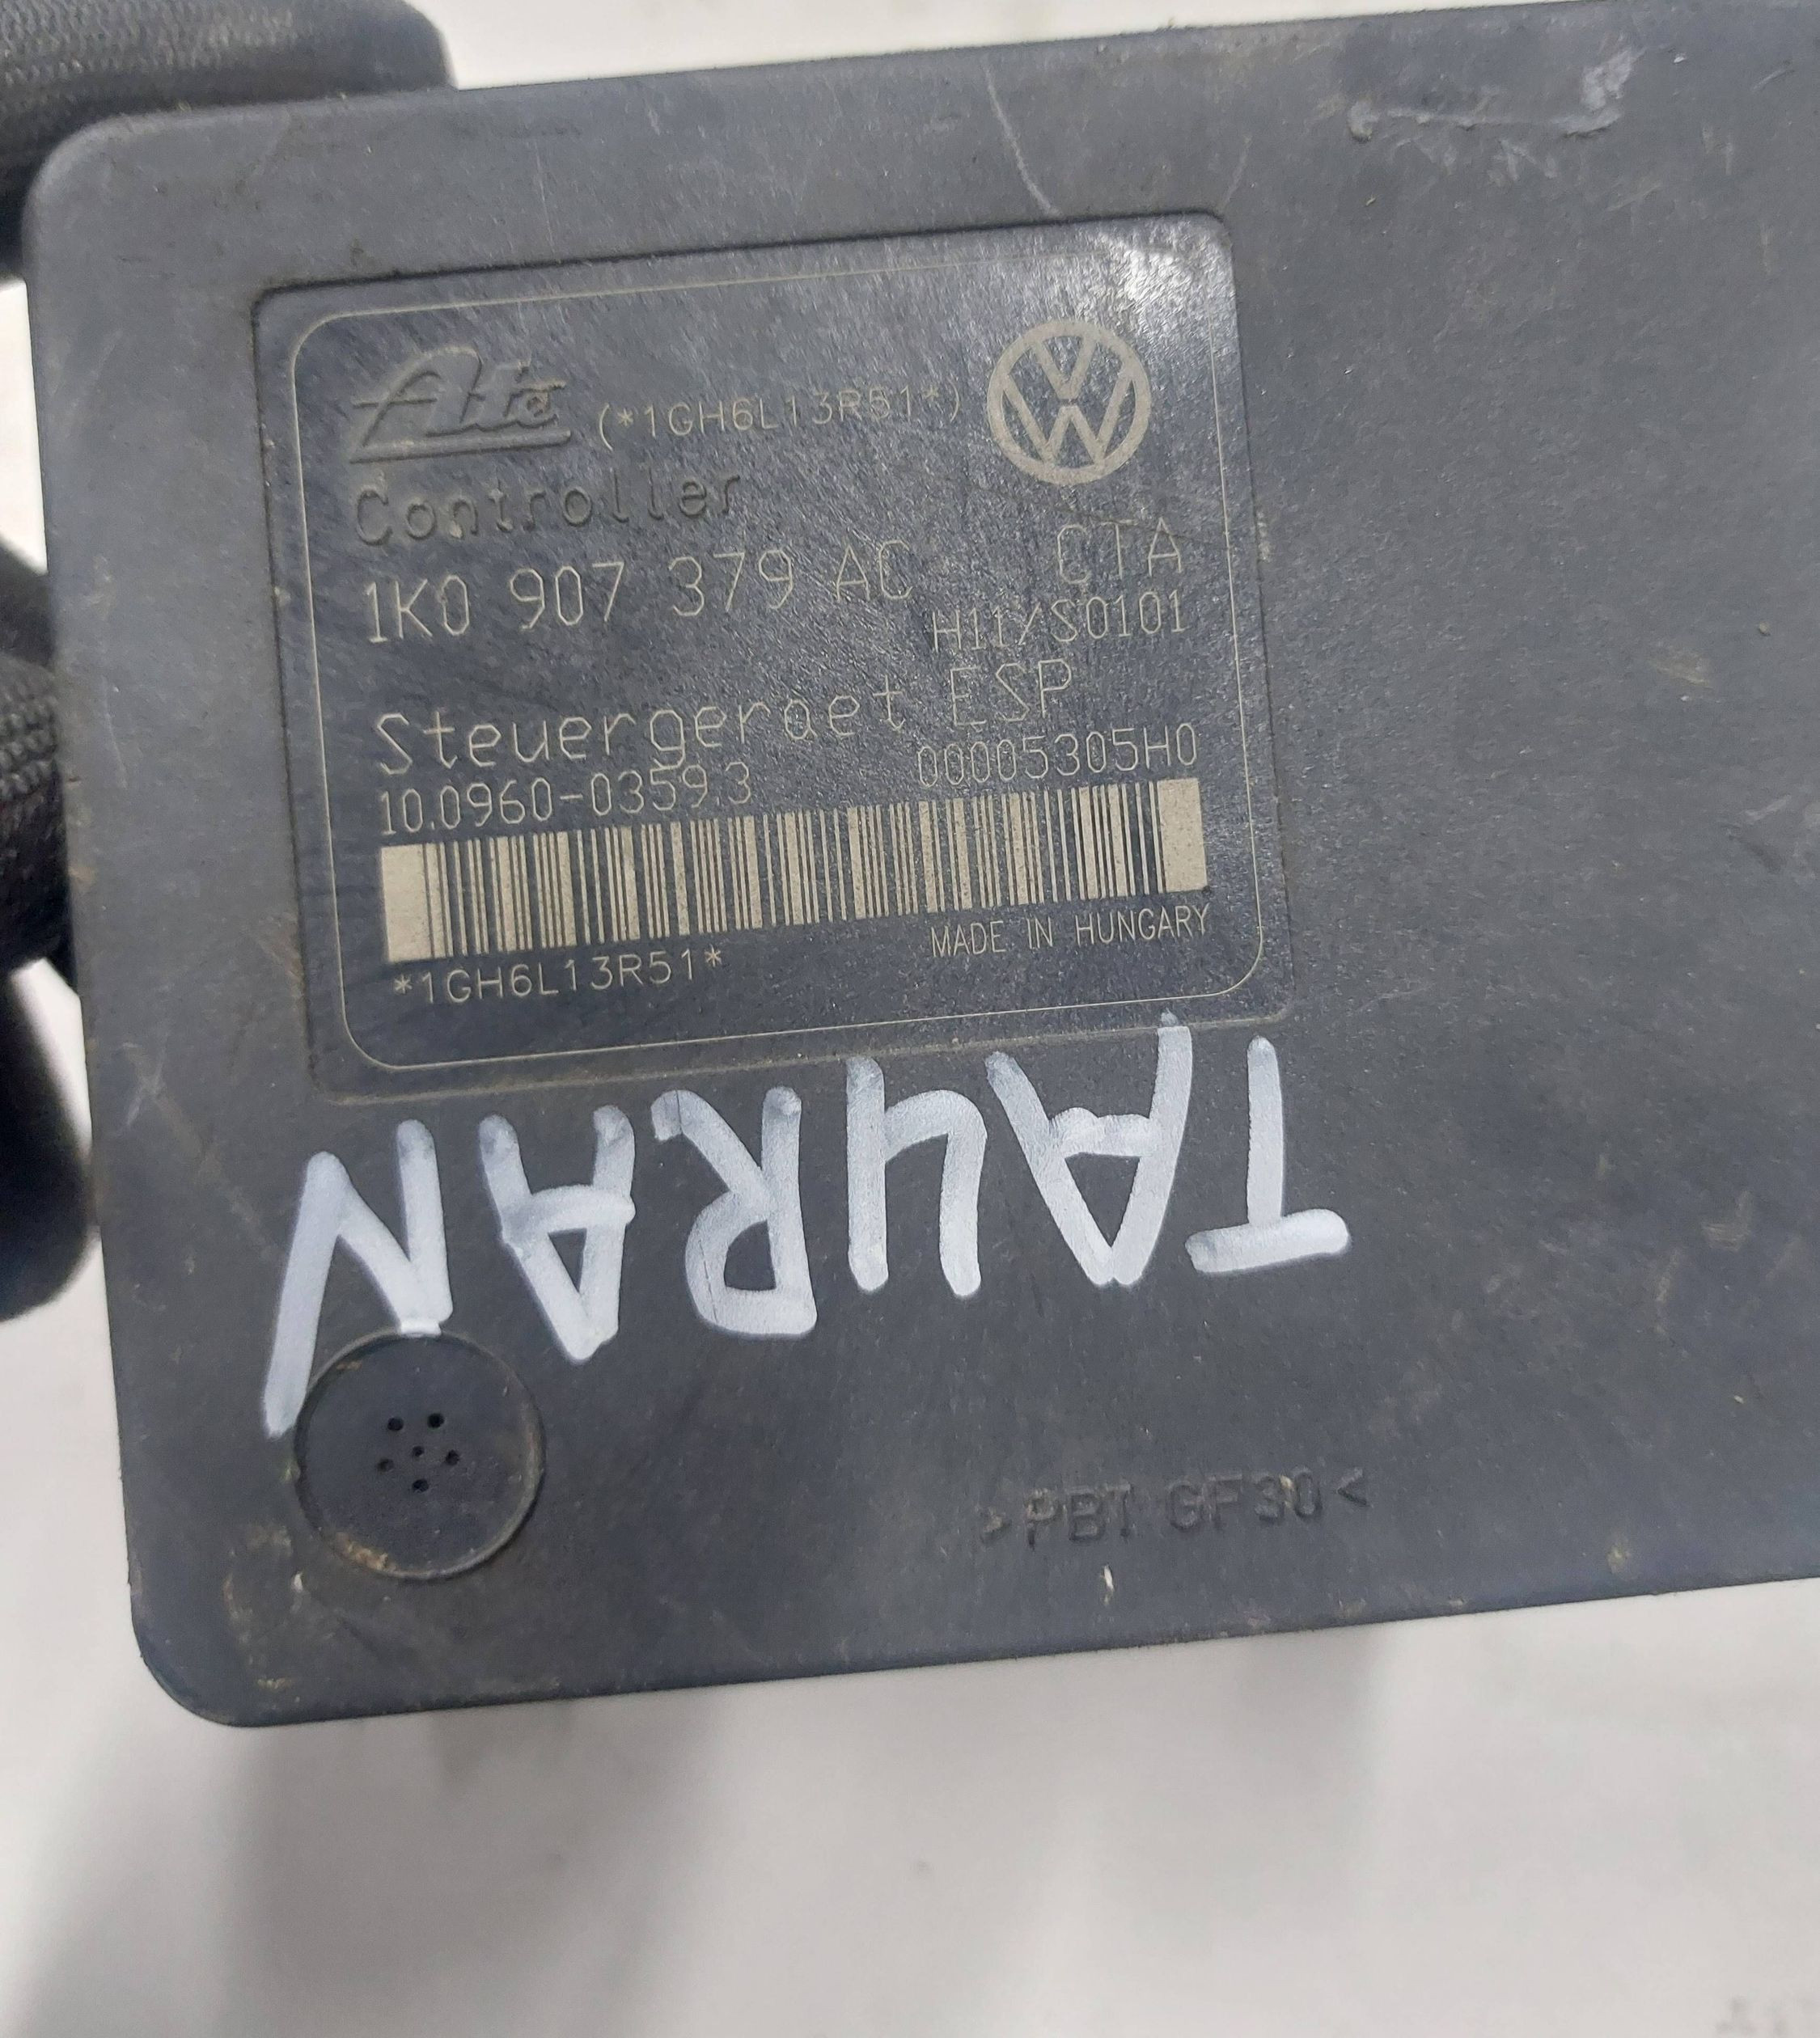 Ate (*1GH6L13R51*)
Controller
1K0 907 379 AC CTA
H11/S0101
Steuergeraet ESP
10.0960-0359.3 00005305H0
*1GH6L13R51* MADE IN HUNGARY
TAURAN
>PBT GF30<